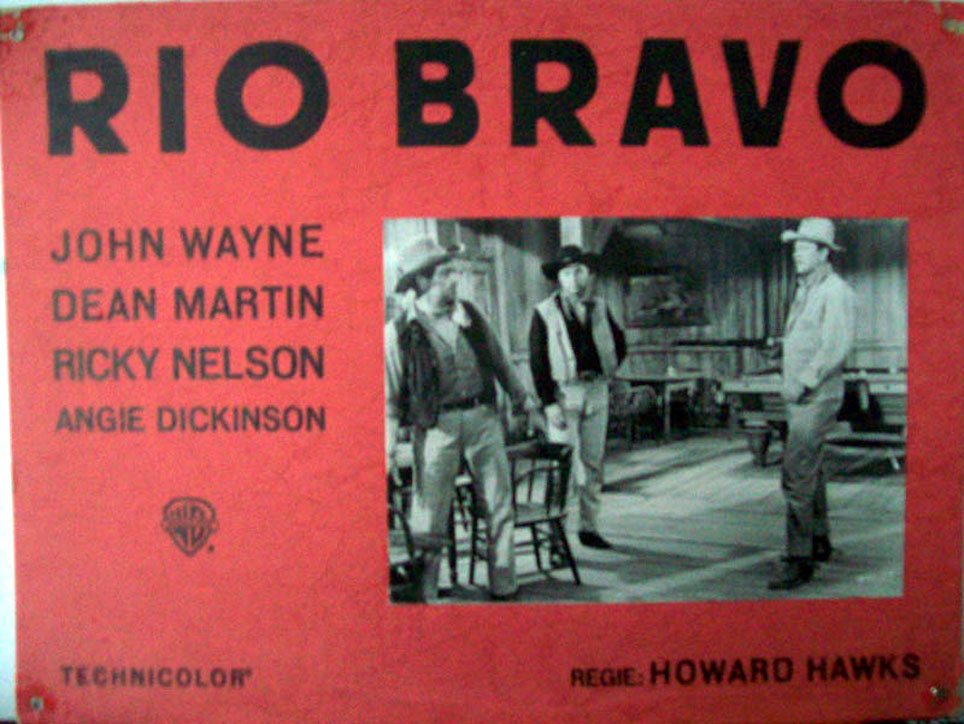 RIO BRAVO
JOHN WAYNE
DEAN MARTIN
RICKY NELSON
ANGIE DICKINSON
TECHNICOLOR®
REGIE: HOWARD HAWKS